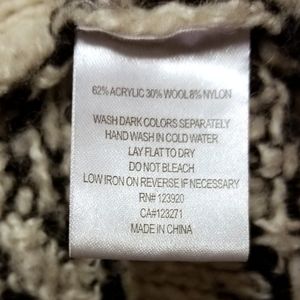 62% ACRYLIC 30% WOOL 8% NYLON
WASH DARK COLORS SEPARATELY
HAND WASH IN COLD WATER
LAY FLAT TO DRY
DO NOT BLEACH
LOW IRON ON REVERSE IF NECESSARY
RN# 123920
CA#123271
MADE IN CHINA